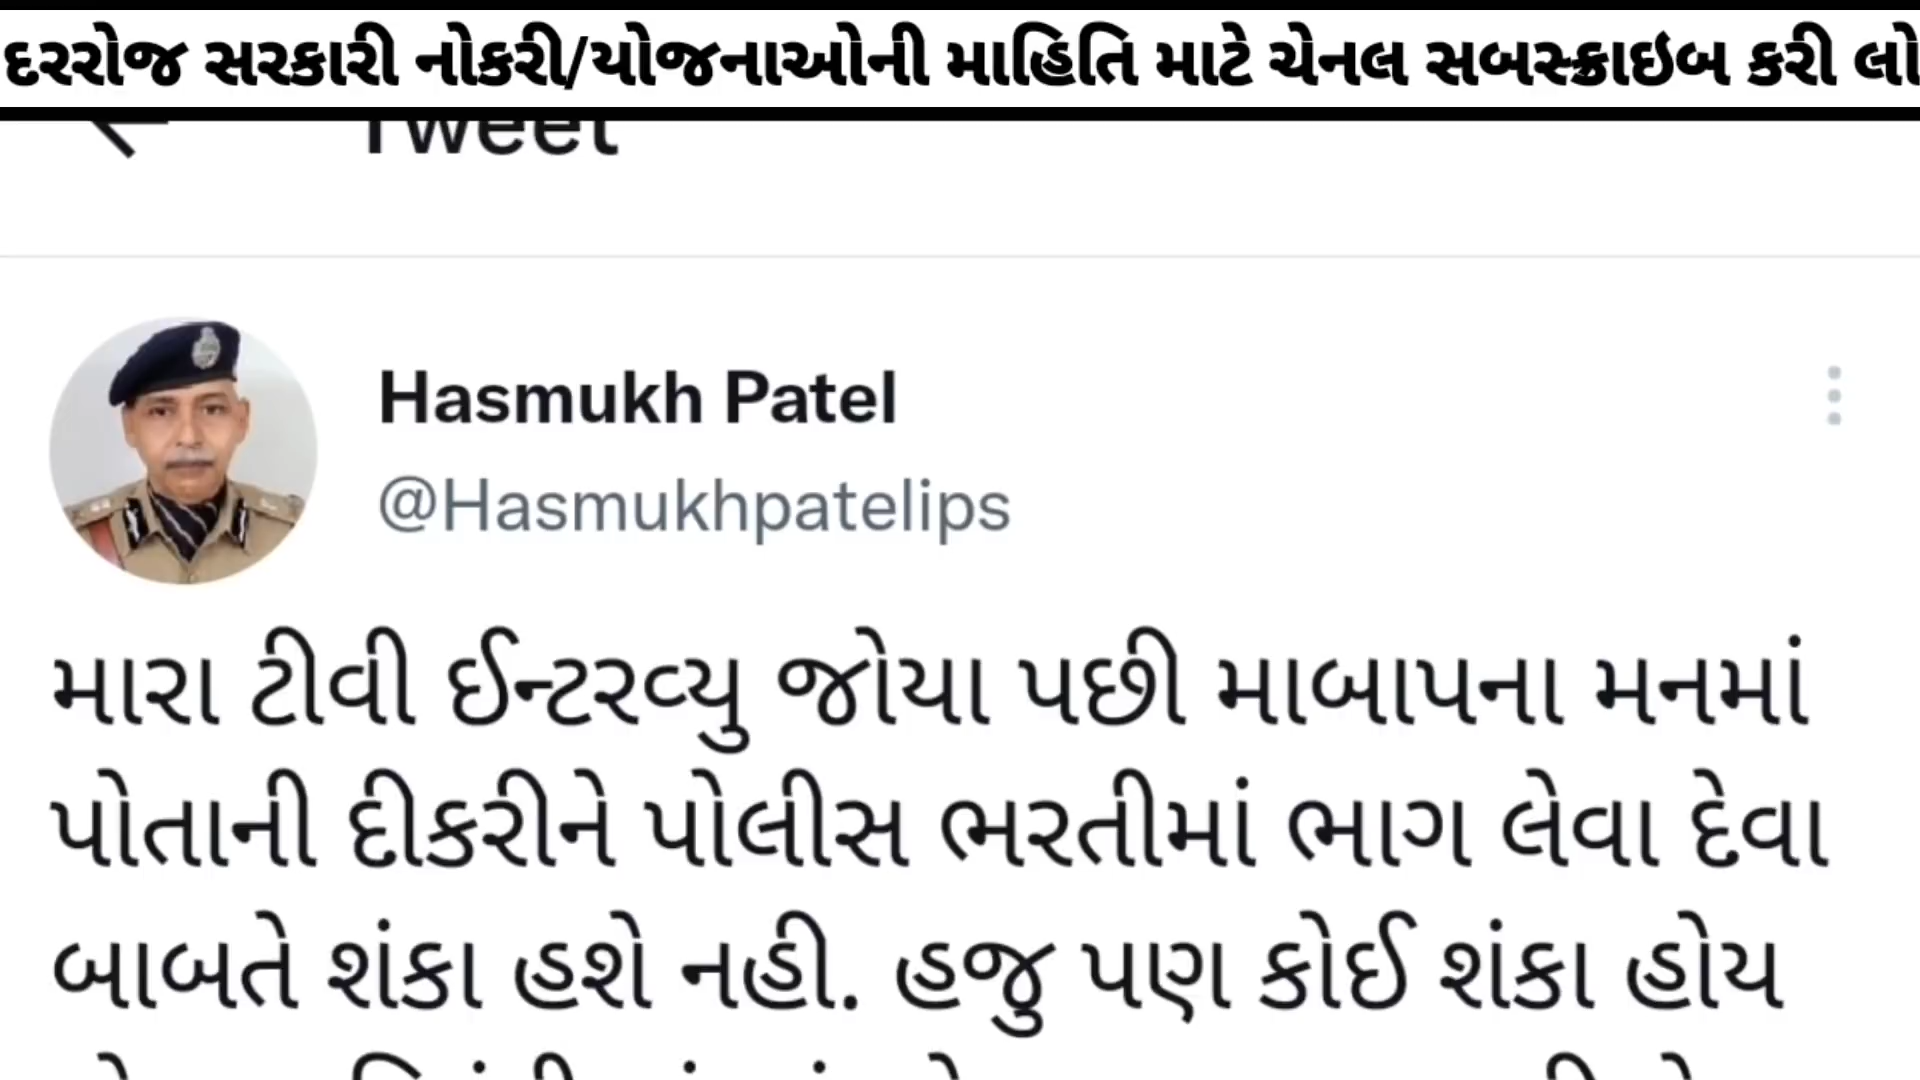 દરરોજ સરકારી નોકરી/યોજનાઓની માહિતિ માટે ચેનલ સબસ્ક્રાઇબ કરી લો
Tweet
Hasmukh Patel
@Hasmukhpatelips
મારા ટીવી ઈન્ટરવ્યુ જોયા પછી માબાપના મનમાં
પોતાની દીકરીને પોલીસ ભરતીમાં ભાગ લેવા દેવા
બાબતે શંકા હશે નહી. હજુ પણ કોઈ શંકા હોય